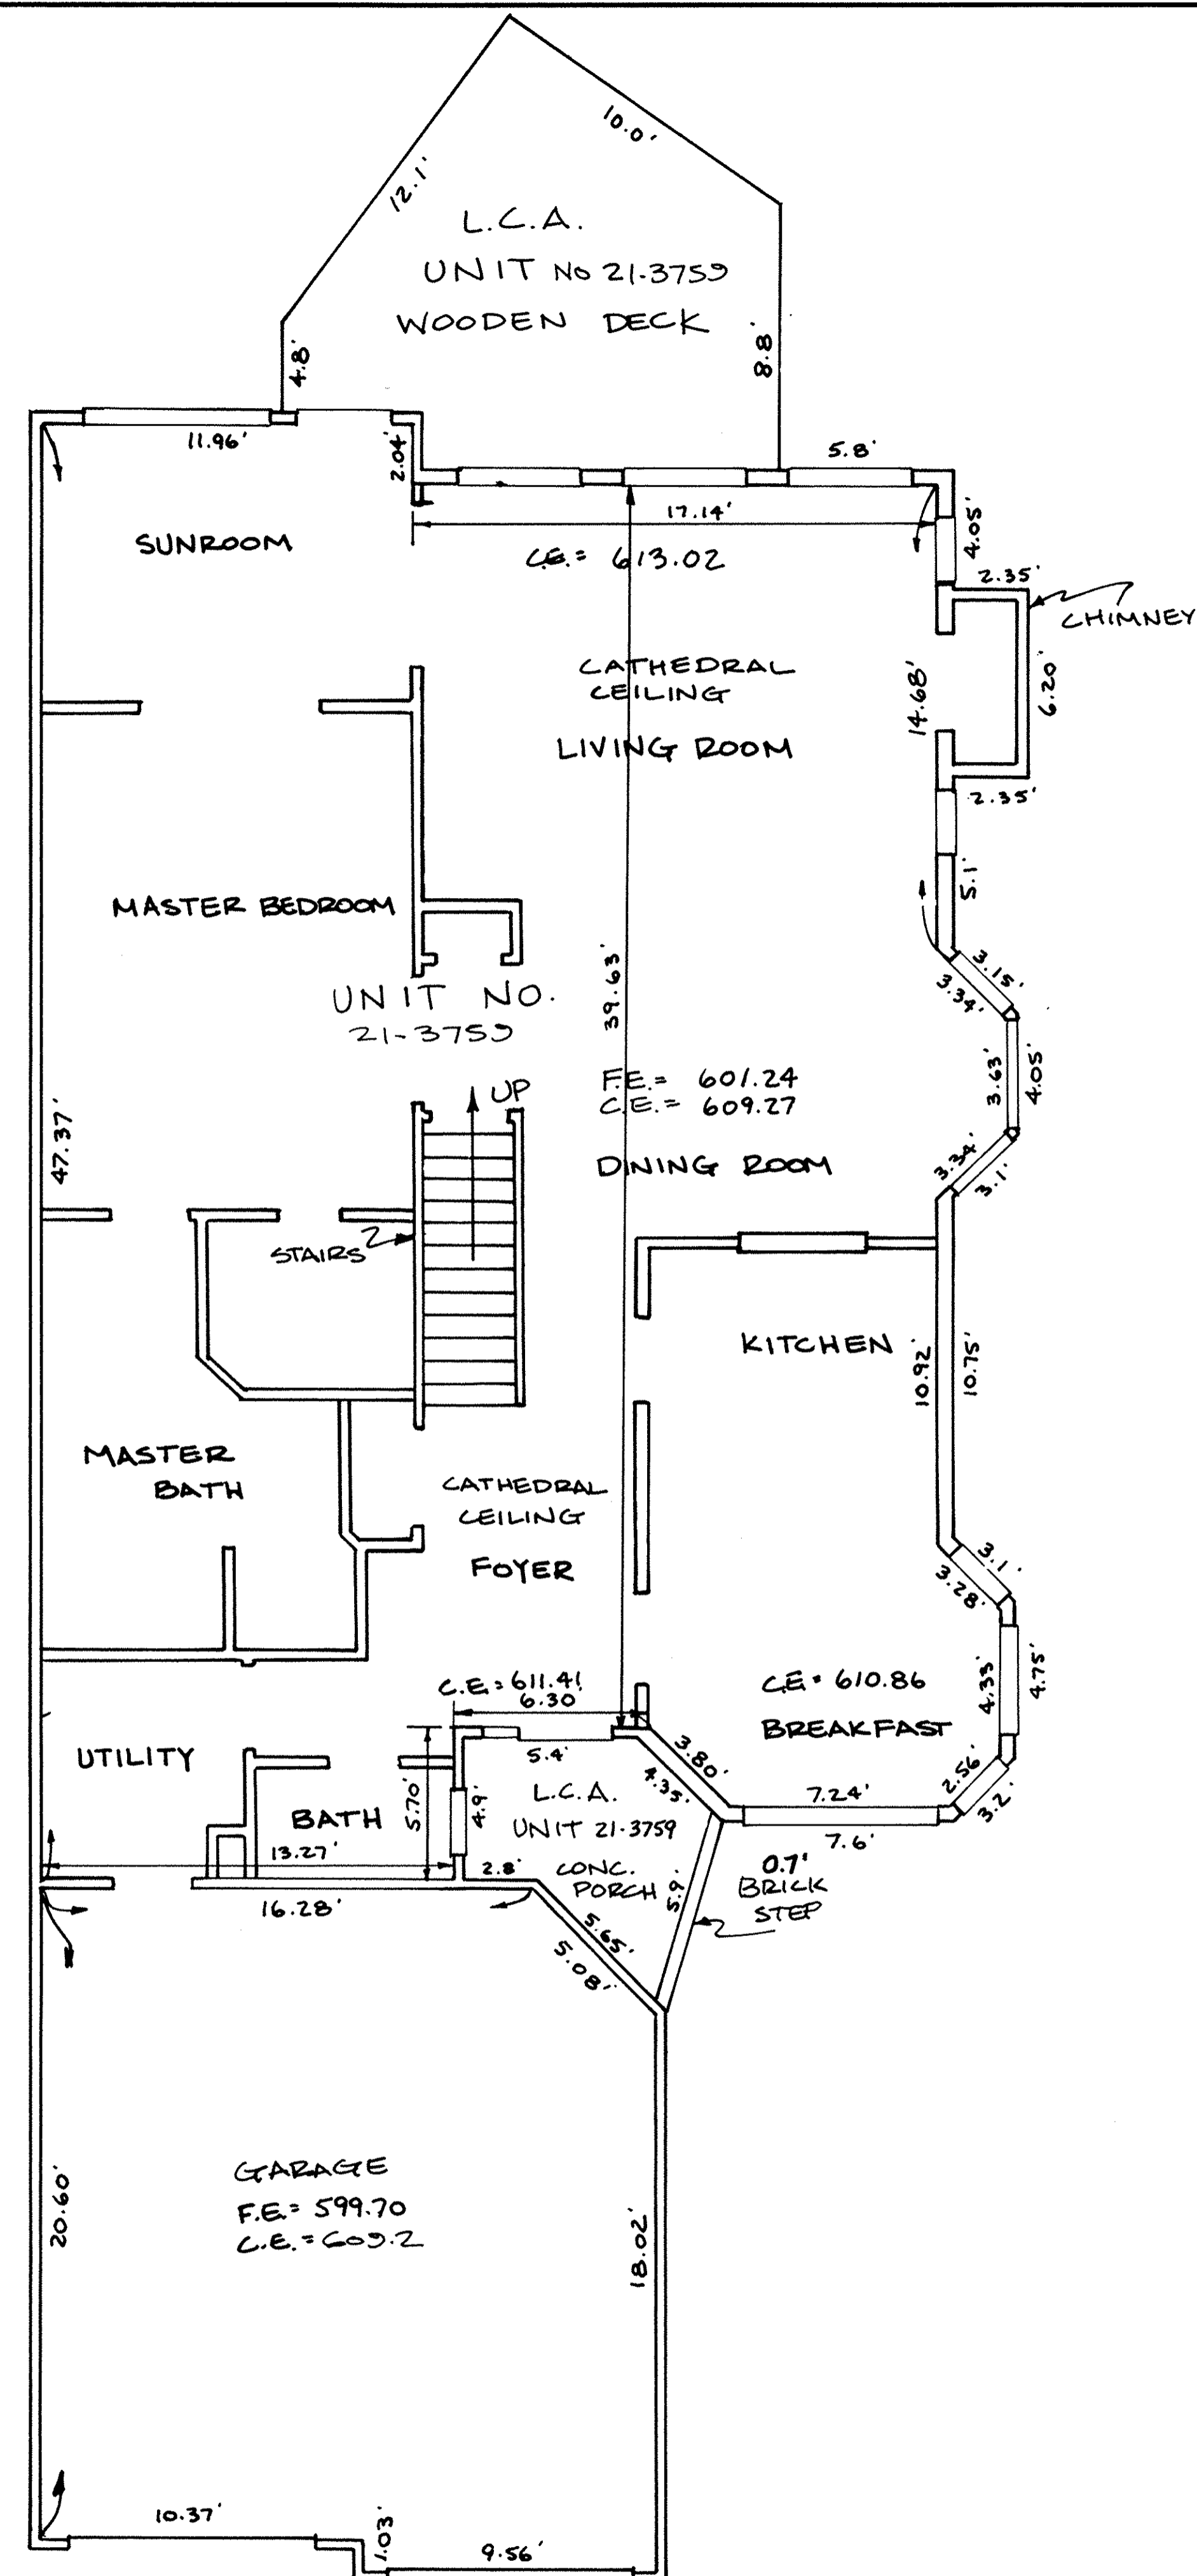 10.0'
12.1'
L.C.A.
UNIT No 21-3759
WOODEN DECK
4.8'
8.8'
11.96'
2.04'
5.8'
17.14'
4.05'
SUNROOM
C.E.= 613.02
2.35'
CHIMNEY
CATHEDRAL
CEILING
14.68'
6.20'
LIVING ROOM
2.35'
5.1'
MASTER BEDROOM
39.63'
3.15'
3.34'
UNIT NO.
21-3759
UP
F.E.= 601.24
C.E.= 609.27
3.63'
4.05'
47.37'
DINING ROOM
3.34'
3.1'
STAIRS
KITCHEN
10.92'
10.75'
MASTER
BATH
CATHEDRAL
CEILING
FOYER
3.1'
3.28'
C.E.= 611.41
6.30
C.E= 610.86
BREAKFAST
4.33'
4.75'
UTILITY
5.4'
3.80'
4.35'
2.56'
3.2'
5.70'
4.9'
L.C.A.
UNIT 21-3759
7.24'
7.6'
BATH
13.27'
2.8'
CONC.
PORCH
5.9'
0.7'
BRICK
STEP
16.28'
5.65'
5.08'
GARAGE
F.E.= 599.70
C.E.= 609.2
20.60'
18.02'
10.37'
1.03'
9.56'